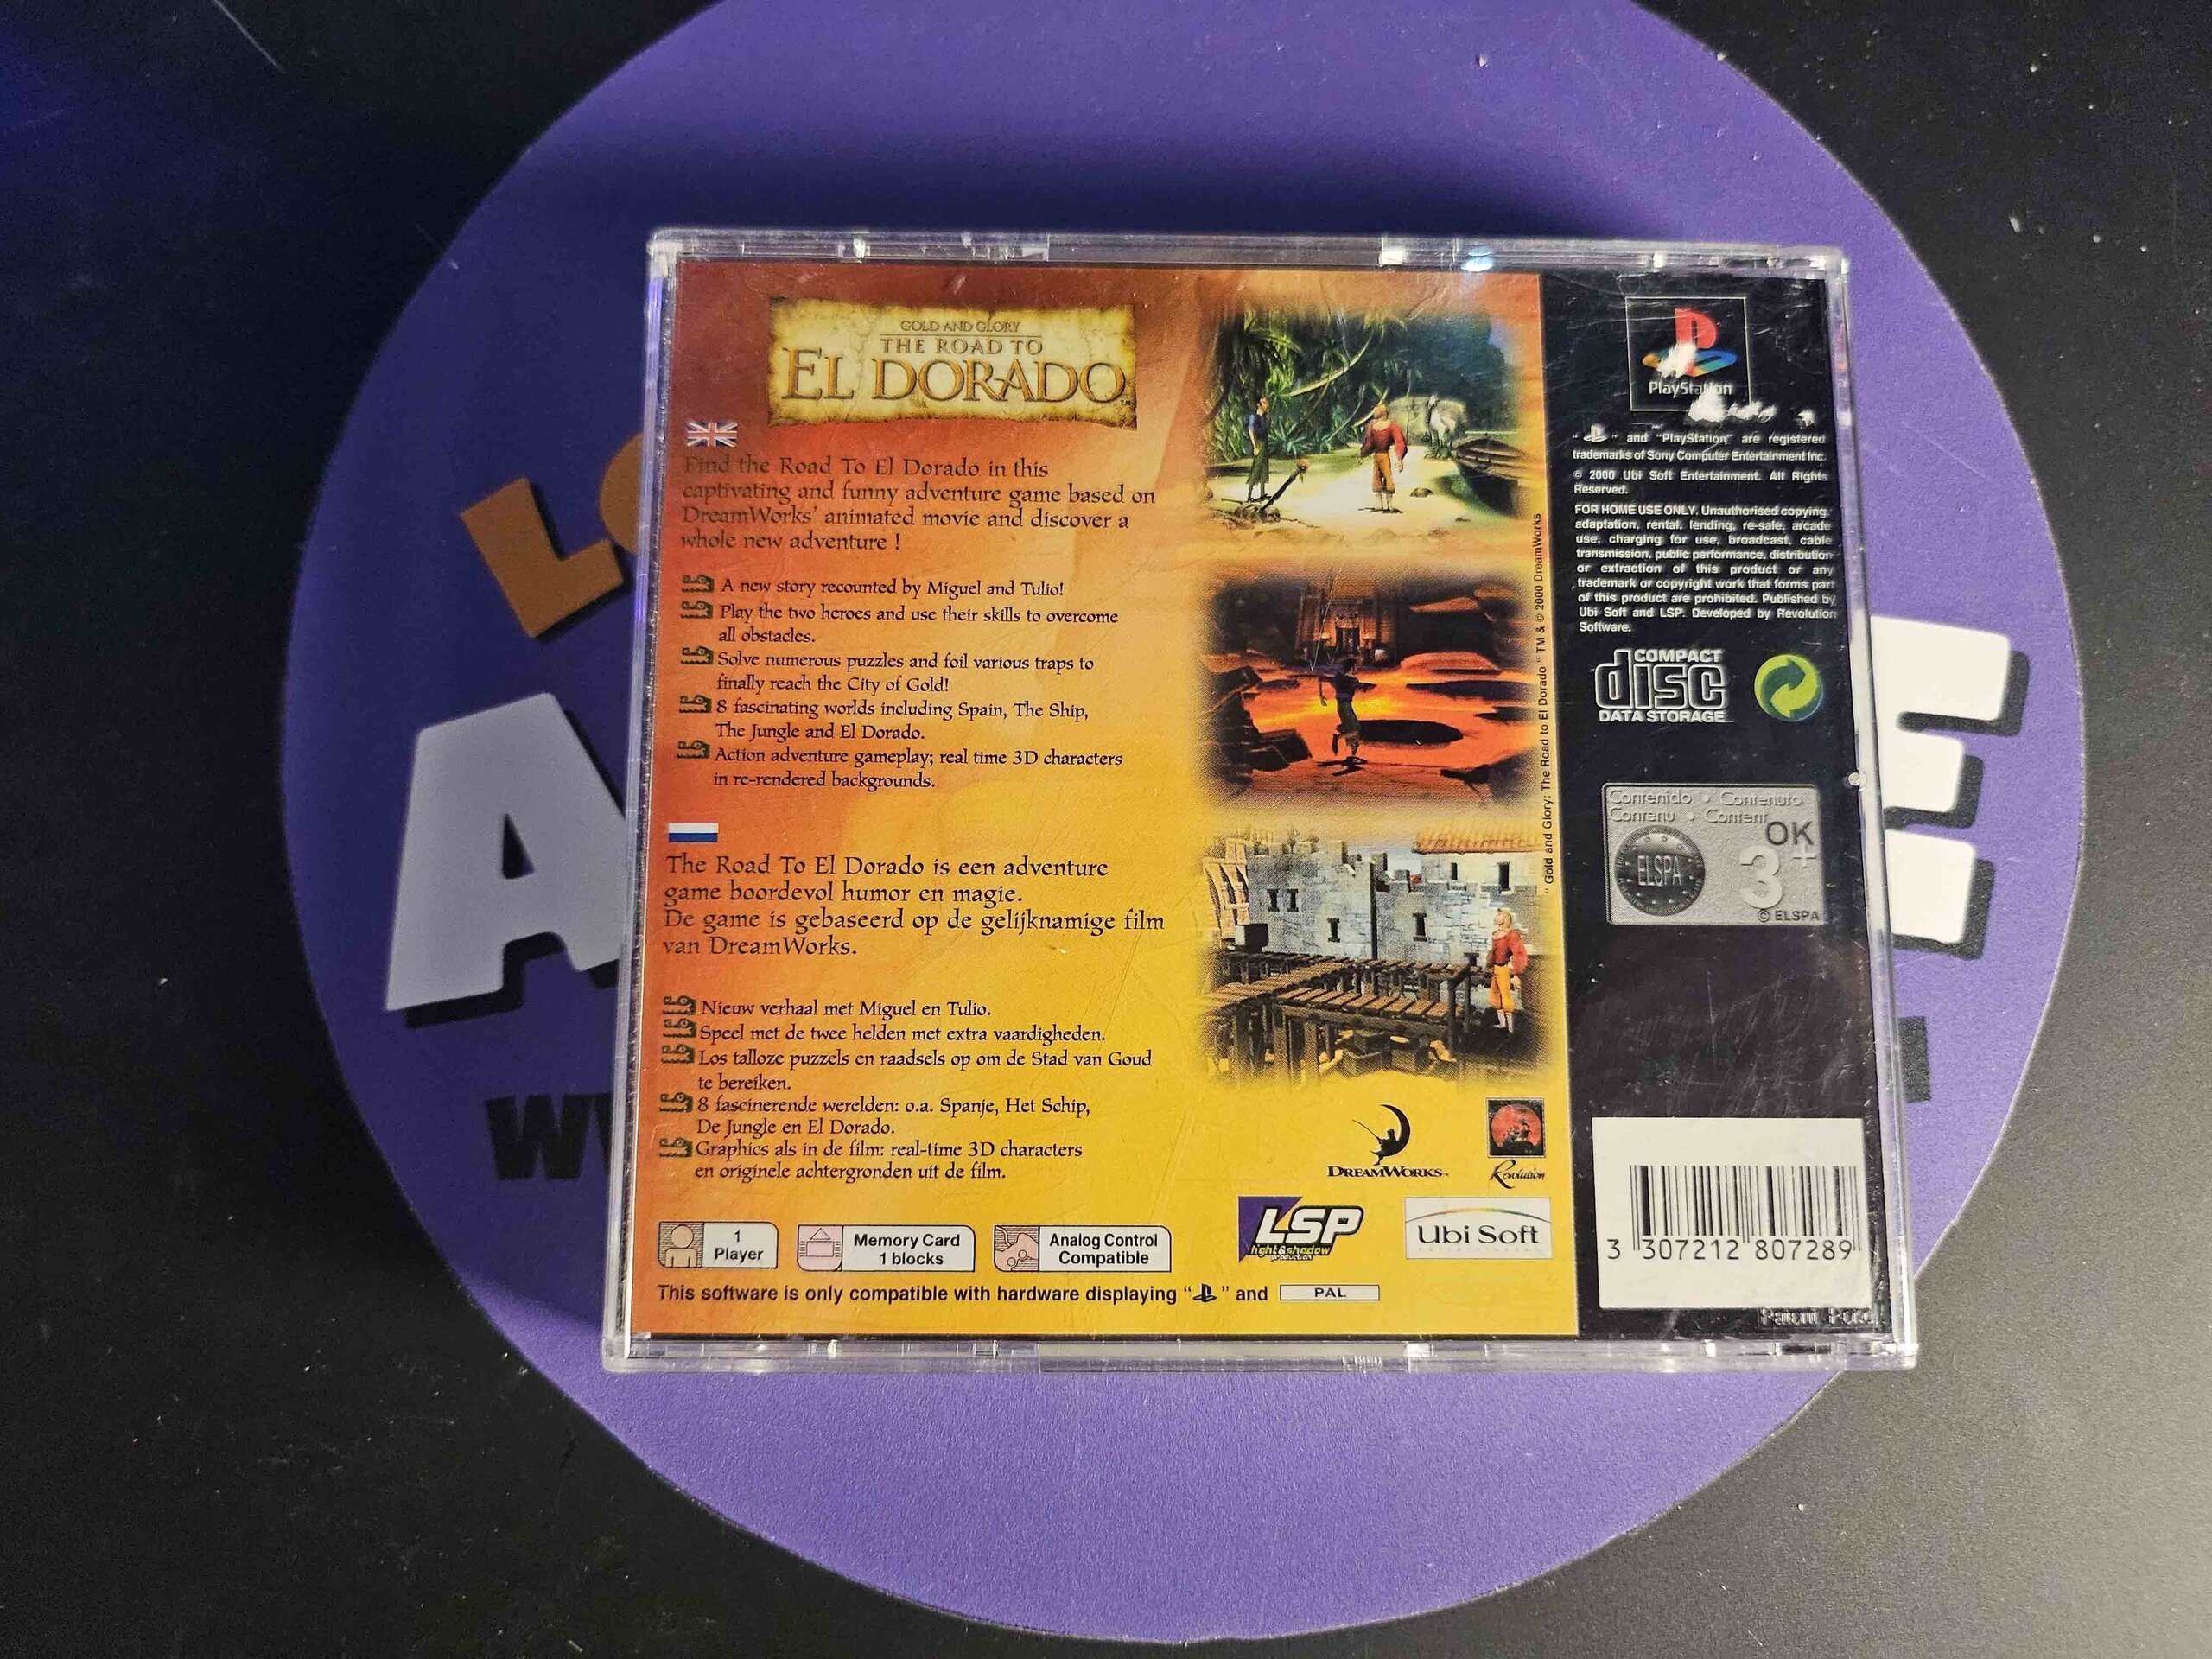 GOLD AND GLORY
THE ROAD TO
EL DORADO
Find the Road To El Dorado in this
captivating and funny adventure game based on
DreamWorks' animated movie and discover a
whole new adventure !
A new story recounted by Miguel and Tulio!
Play the two heroes and use their skills to overcome
all obstacles.
Solve numerous puzzles and foil various traps to
finally reach the City of Gold!
8 fascinating worlds including Spain, The Ship,
The Jungle and El Dorado.
Action adventure gameplay; real time 3D characters
in re-rendered backgrounds.
The Road To El Dorado is een adventure
game boordevol humor en magie.
De game is gebaseerd op de gelijknamige film
van DreamWorks.
Nieuw verhaal met Miguel en Tulio.
Speel met de twee helden met extra vaardigheden.
Los talloze puzzels en raadsels op om de Stad van Goud
te bereiken.
8 fascinerende werelden: o.a. Spanje, Het Schip,
De Jungle en El Dorado.
Graphics als in de film: real-time 3D characters
en originele achtergronden uit de film.
1
Player
Memory Card
1 blocks
Analog Control
Compatible
This software is only compatible with hardware displaying " " and PAL
"Gold and Glory: The Road to El Dorado" TM & © 2000 DreamWorks
DREAMWORKS
Revolution
LSP
light&shadow
production
Ubi Soft
ENTERTAINMENT
PlayStation
" " and "PlayStation" are registered
trademarks of Sony Computer Entertainment Inc.
© 2000 Ubi Soft Entertainment. All Rights
Reserved.
FOR HOME USE ONLY. Unauthorised copying,
adaptation, rental, lending, re-sale, arcade
use, charging for use, broadcast, cable
transmission, public performance, distribution
or extraction of this product or any
trademark or copyright work that forms part
of this product are prohibited. Published by
Ubi Soft and LSP. Developed by Revolution
Software.
COMPACT
disc
DATA STORAGE
Contenido • Contenuto
Contenu • Content
OK
ELSPA
3+
© ELSPA
3 307212 807289
Patent Pend
L
A
E
W